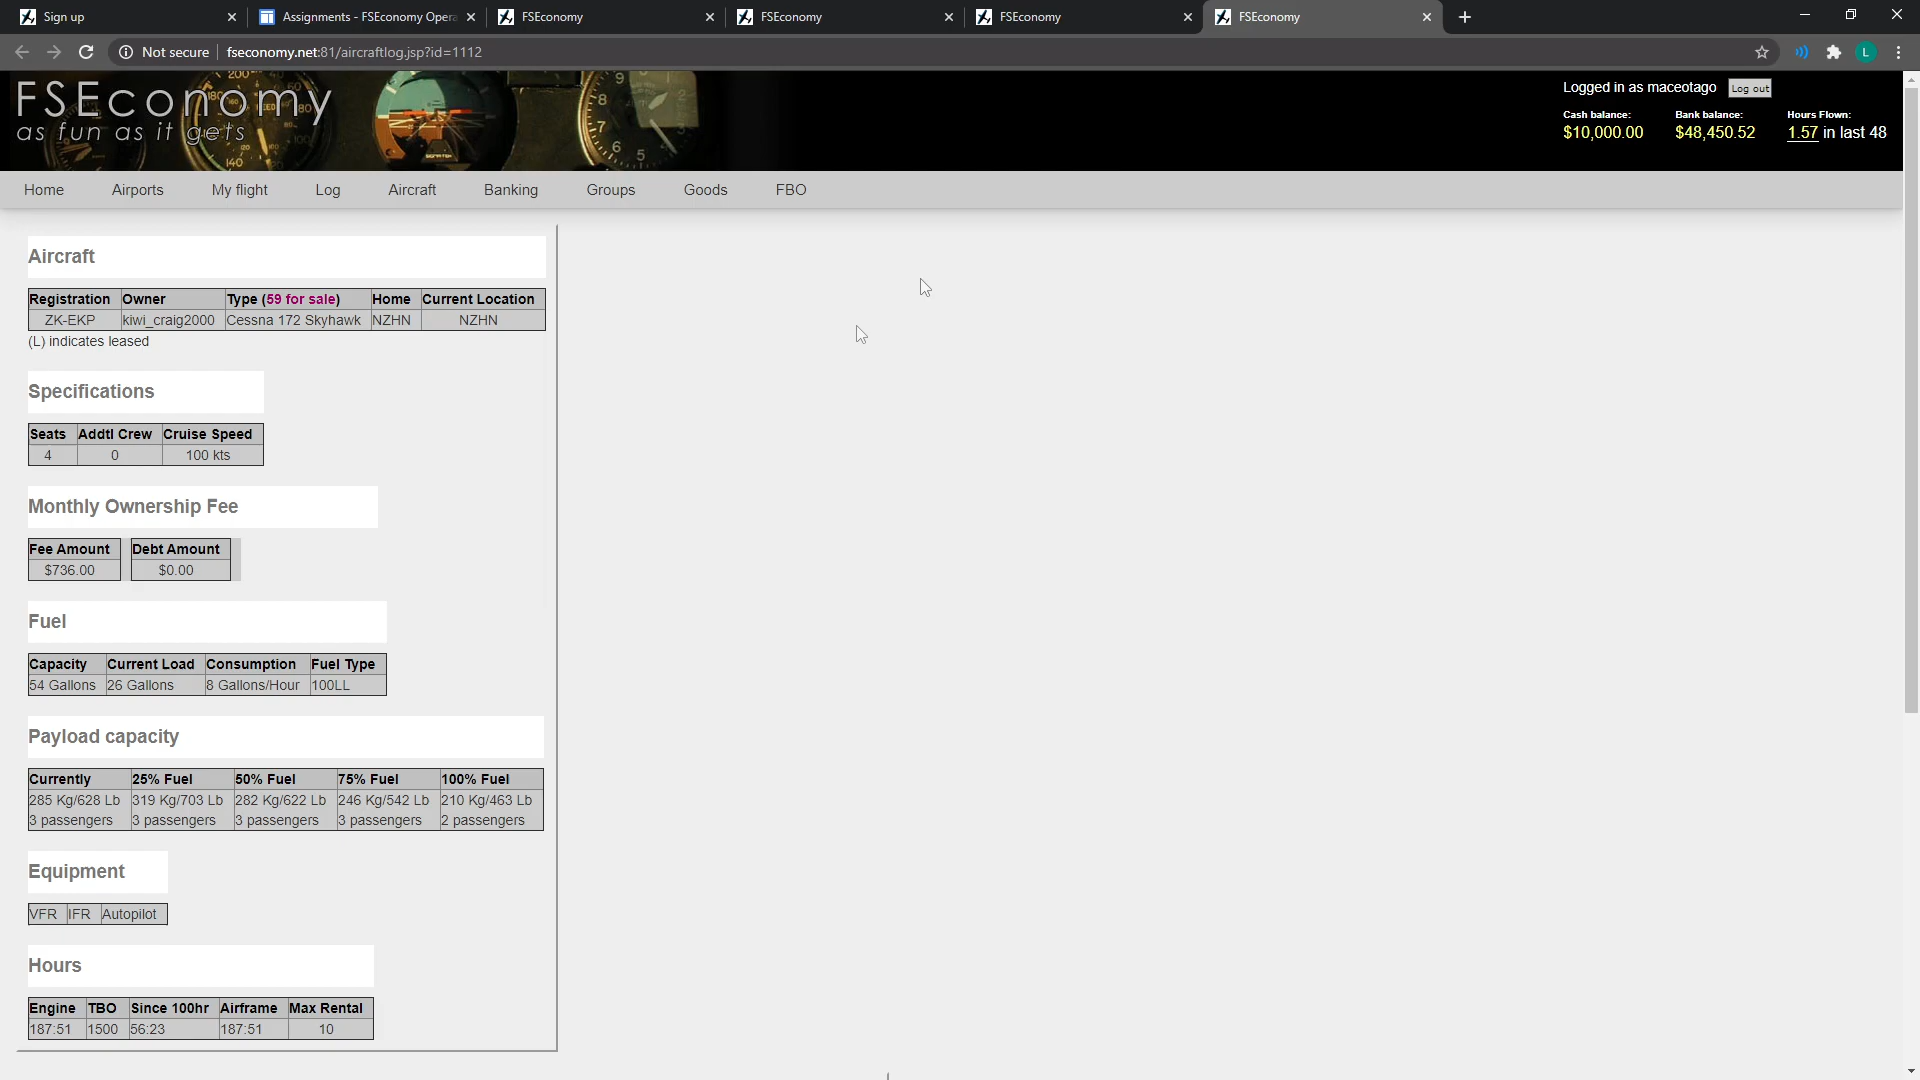 Sign up
Assignments - FSEconomy Opera
FSEconomy
FSEconomy
FSEconomy
FSEconomy
Not secure
fseconomy.net:81/aircraftlog.jsp?id=1112
L
FSEconomy
as fun as it gets
Logged in as maceotago
Log out
Cash balance: Bank balance: Hours Flown:
$10,000.00 $48,450.52 1.57 in last 48
Home Airports My flight Log Aircraft Banking Groups Goods FBO
Aircraft
Registration Owner Type (59 for sale) Home Current Location
ZK-EKP kiwi_craig2000 Cessna 172 Skyhawk NZHN NZHN
(L) indicates leased
Specifications
Seats Addtl Crew Cruise Speed
4 0 100 kts
Monthly Ownership Fee
Fee Amount Debt Amount
$736.00 $0.00
Fuel
Capacity Current Load Consumption Fuel Type
54 Gallons 26 Gallons 8 Gallons/Hour 100LL
Payload capacity
Currently 25% Fuel 50% Fuel 75% Fuel 100% Fuel
285 Kg/628 Lb 319 Kg/703 Lb 282 Kg/622 Lb 246 Kg/542 Lb 210 Kg/463 Lb
3 passengers 3 passengers 3 passengers 3 passengers 2 passengers
Equipment
VFR IFR Autopilot
Hours
Engine TBO Since 100hr Airframe Max Rental
187:51 1500 56:23 187:51 10